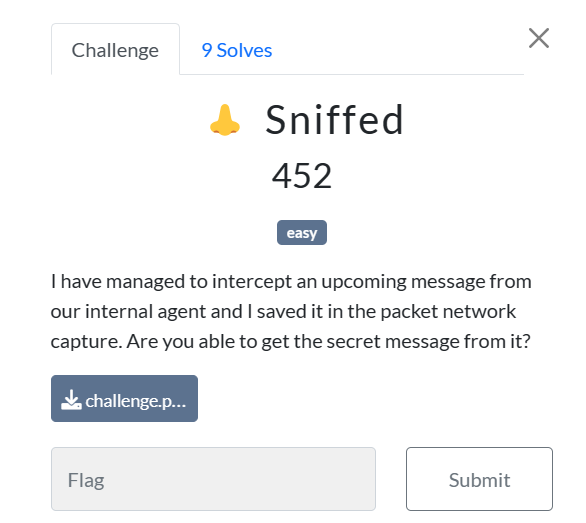 Challenge
9 Solves
Sniffed
452
easy
I have managed to intercept an upcoming message from
our internal agent and I saved it in the packet network
capture. Are you able to get the secret message from it?
challenge.p...
Flag
Submit